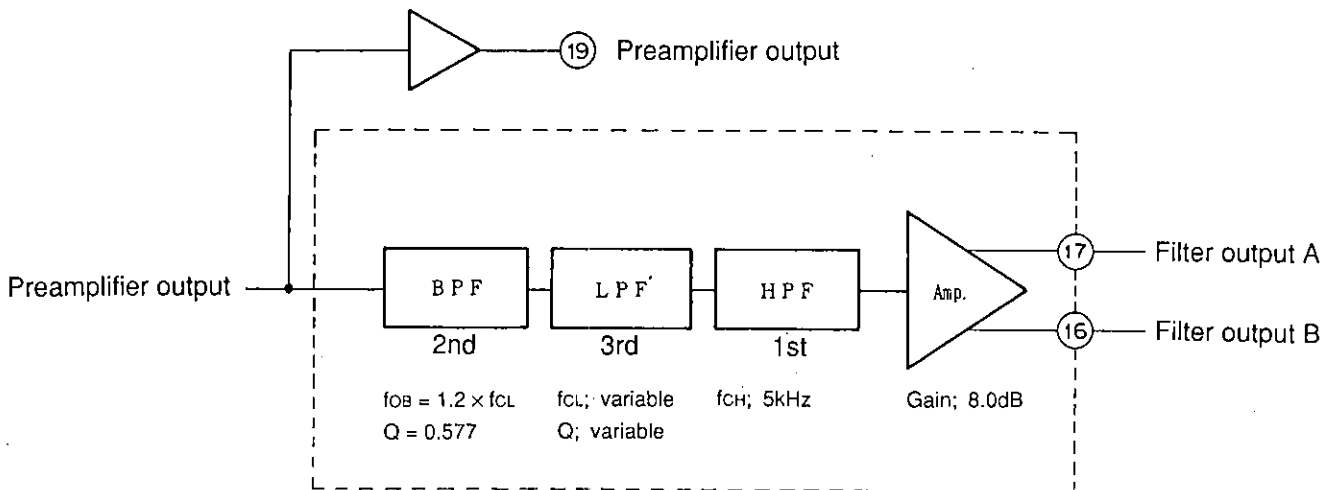 19 Preamplifier output
Preamplifier output
BPF
LPF'
HPF
Amp.
17 Filter output A
16 Filter output B
2nd
3rd
1st
fOB = 1.2 × fCL
Q = 0.577
fCL; variable
Q; variable
fCH; 5kHz
Gain; 8.0dB